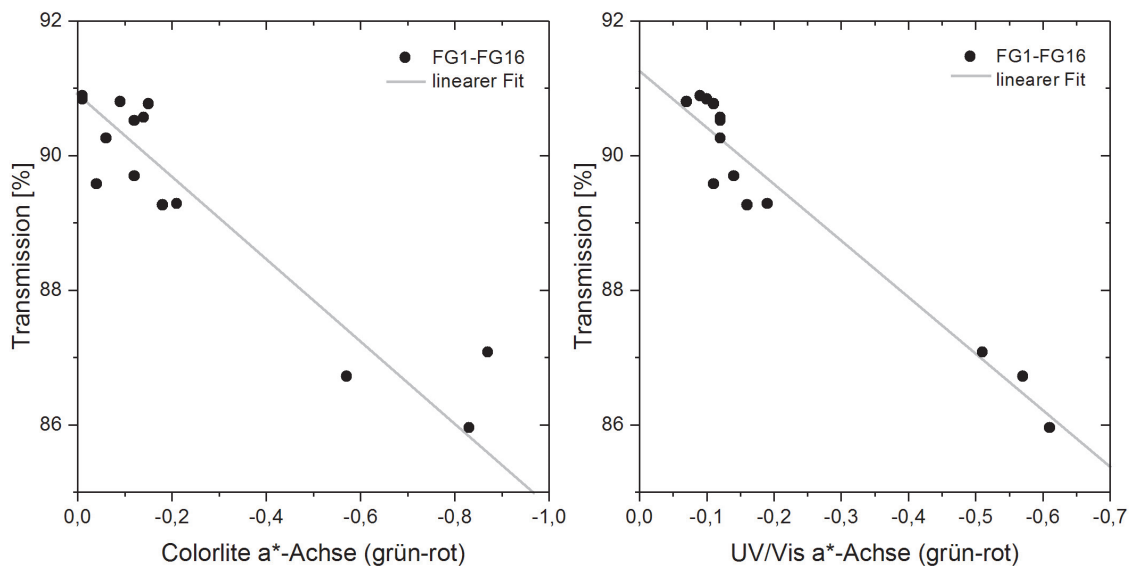 92
90
88
86
Transmission [%]
FG1-FG16
linearer Fit
0,0 -0,2 -0,4 -0,6 -0,8 -1,0
Colorlite a*-Achse (grün-rot)
92
90
88
86
Transmission [%]
FG1-FG16
linearer Fit
0,0 -0,1 -0,2 -0,3 -0,4 -0,5 -0,6 -0,7
UV/Vis a*-Achse (grün-rot)